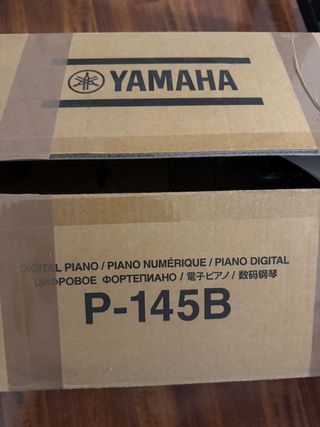 YAMAHA
DIGITAL PIANO / PIANO NUMÉRIQUE / PIANO DIGITAL
ЦИФРОВОЕ ФОРТЕПИАНО / 電子ピアノ / 数码钢琴
P-145B